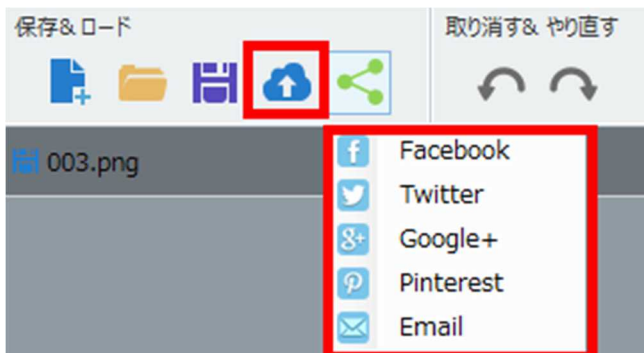 保存& ロード
取り消す& やり直す
003.png
Facebook
Twitter
Google+
Pinterest
Email